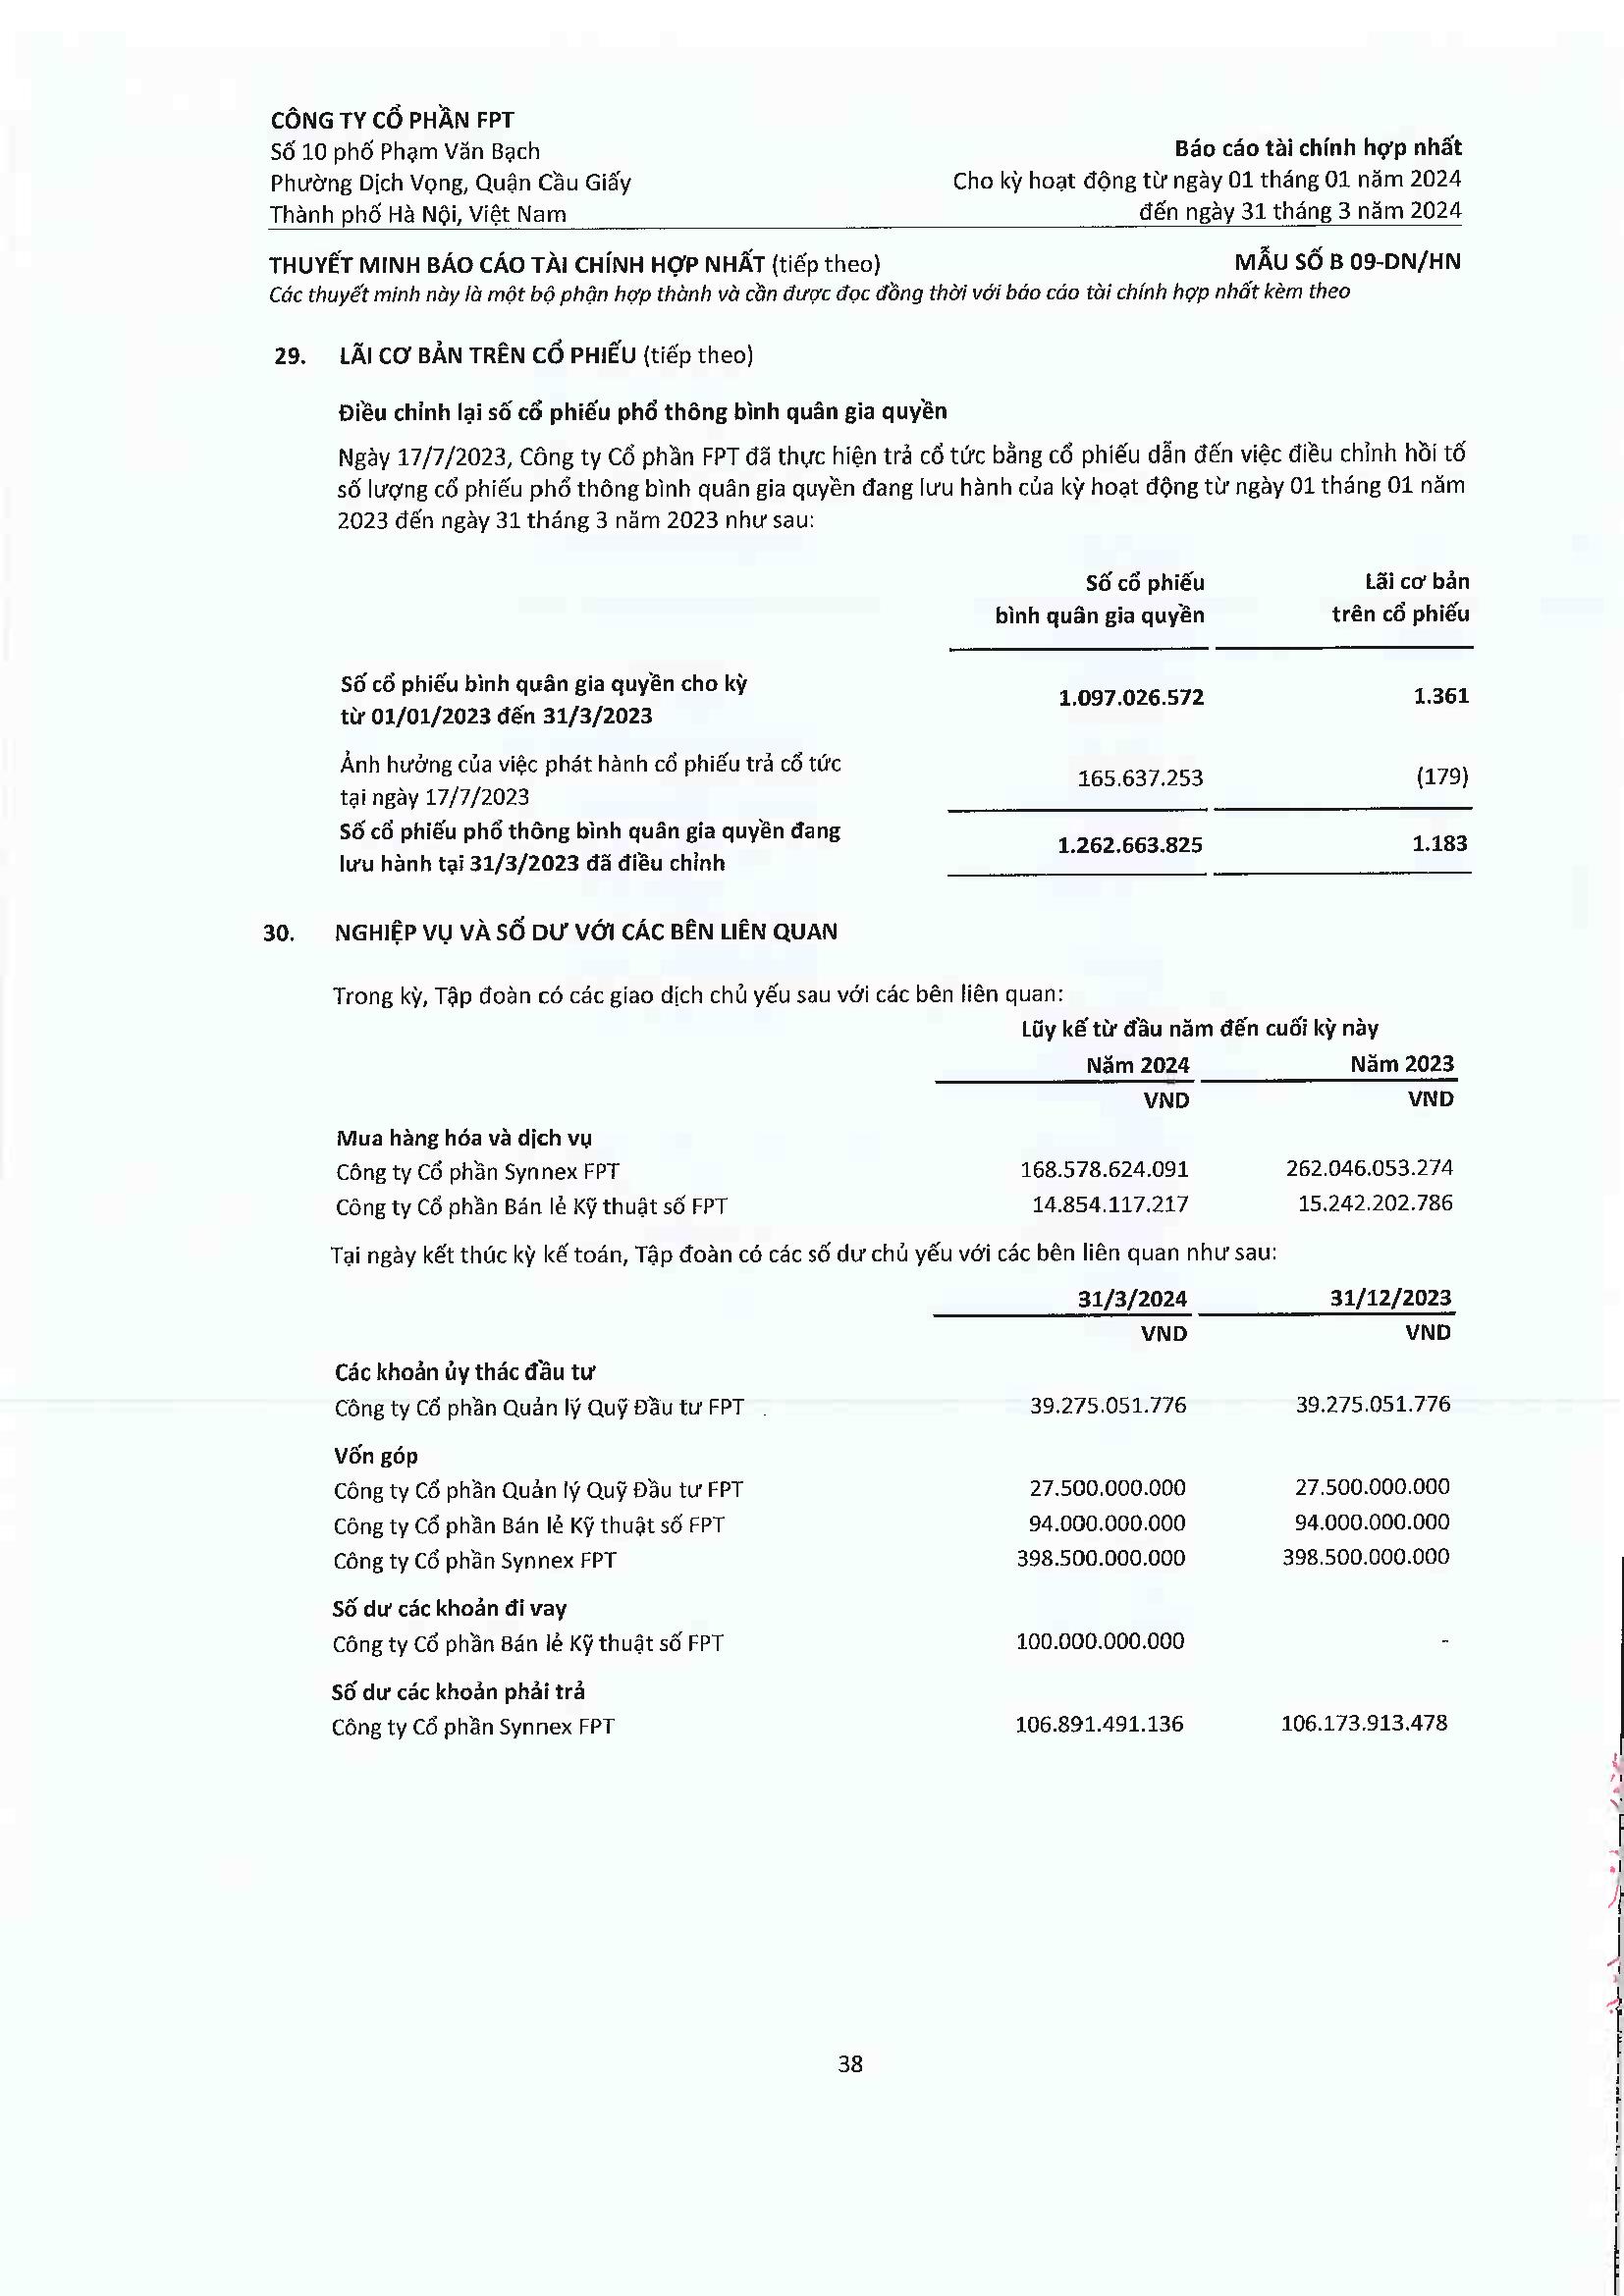 CÔNG TY CỔ PHẦN FPT
Số 10 phố Phạm Văn Bạch
Phường Dịch Vọng, Quận Cầu Giấy
Thành phố Hà Nội, Việt Nam
Báo cáo tài chính hợp nhất
Cho kỳ hoạt động từ ngày 01 tháng 01 năm 2024
đến ngày 31 tháng 3 năm 2024
THUYẾT MINH BÁO CÁO TÀI CHÍNH HỢP NHẤT (tiếp theo) MẪU SỐ B 09-DN/HN
Các thuyết minh này là một bộ phận hợp thành và cần được đọc đồng thời với báo cáo tài chính hợp nhất kèm theo
29. LÃI CƠ BẢN TRÊN CỔ PHIẾU (tiếp theo)
Điều chỉnh lại số cổ phiếu phổ thông bình quân gia quyền
Ngày 17/7/2023, Công ty Cổ phần FPT đã thực hiện trả cổ tức bằng cổ phiếu dẫn đến việc điều chỉnh hồi tố
số lượng cổ phiếu phổ thông bình quân gia quyền đang lưu hành của kỳ hoạt động từ ngày 01 tháng 01 năm
2023 đến ngày 31 tháng 3 năm 2023 như sau:
Số cổ phiếu Lãi cơ bản
bình quân gia quyền trên cổ phiếu
Số cổ phiếu bình quân gia quyền cho kỳ
từ 01/01/2023 đến 31/3/2023 1.097.026.572 1.361
Ảnh hưởng của việc phát hành cổ phiếu trả cổ tức
tại ngày 17/7/2023 165.637.253 (179)
Số cổ phiếu phổ thông bình quân gia quyền đang
lưu hành tại 31/3/2023 đã điều chỉnh 1.262.663.825 1.183
30. NGHIỆP VỤ VÀ SỐ DƯ VỚI CÁC BÊN LIÊN QUAN
Trong kỳ, Tập đoàn có các giao dịch chủ yếu sau với các bên liên quan:
Lũy kế từ đầu năm đến cuối kỳ này
Năm 2024 Năm 2023
VND VND
Mua hàng hóa và dịch vụ
Công ty Cổ phần Synnex FPT 168.578.624.091 262.046.053.274
Công ty Cổ phần Bán lẻ Kỹ thuật số FPT 14.854.117.217 15.242.202.786
Tại ngày kết thúc kỳ kế toán, Tập đoàn có các số dư chủ yếu với các bên liên quan như sau:
31/3/2024 31/12/2023
VND VND
Các khoản ủy thác đầu tư
Công ty Cổ phần Quản lý Quỹ Đầu tư FPT 39.275.051.776 39.275.051.776
Vốn góp
Công ty Cổ phần Quản lý Quỹ Đầu tư FPT 27.500.000.000 27.500.000.000
Công ty Cổ phần Bán lẻ Kỹ thuật số FPT 94.000.000.000 94.000.000.000
Công ty Cổ phần Synnex FPT 398.500.000.000 398.500.000.000
Số dư các khoản đi vay
Công ty Cổ phần Bán lẻ Kỹ thuật số FPT 100.000.000.000 -
Số dư các khoản phải trả
Công ty Cổ phần Synnex FPT 106.891.491.136 106.173.913.478
38